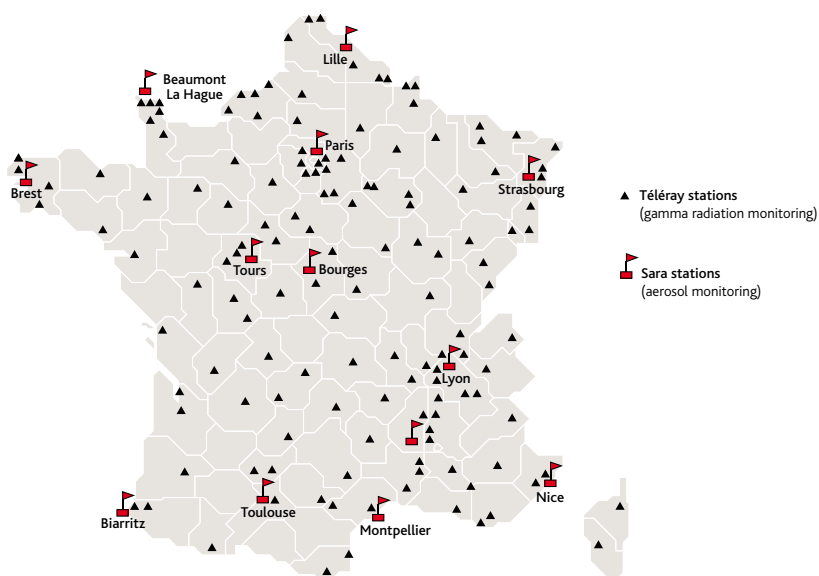 Lille
Beaumont
La Hague
Paris
Brest
Strasbourg
Téléray stations
(gamma radiation monitoring)
Tours
Bourges
Sara stations
(aerosol monitoring)
Lyon
Nice
Biarritz
Toulouse
Montpellier